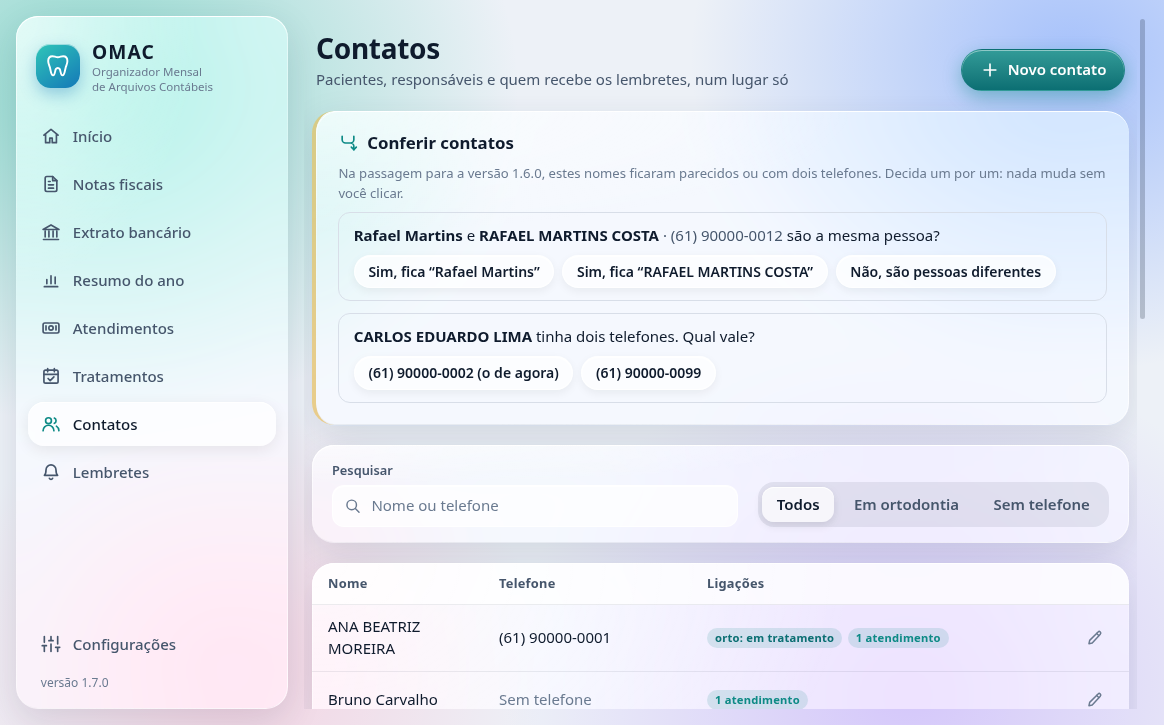 OMAC
Organizador Mensal
de Arquivos Contábeis
Início
Notas fiscais
Extrato bancário
Resumo do ano
Atendimentos
Tratamentos
Contatos
Lembretes
Configurações
versão 1.7.0
Contatos
Pacientes, responsáveis e quem recebe os lembretes, num lugar só
Novo contato
Conferir contatos
Na passagem para a versão 1.6.0, estes nomes ficaram parecidos ou com dois telefones. Decida um por um: nada muda sem
você clicar.
Rafael Martins e RAFAEL MARTINS COSTA · (61) 90000-0012 são a mesma pessoa?
Sim, fica “Rafael Martins” Sim, fica “RAFAEL MARTINS COSTA” Não, são pessoas diferentes
CARLOS EDUARDO LIMA tinha dois telefones. Qual vale?
(61) 90000-0002 (o de agora) (61) 90000-0099
Pesquisar
Nome ou telefone
Todos Em ortodontia Sem telefone
Nome Telefone Ligações
ANA BEATRIZ
MOREIRA
(61) 90000-0001
orto: em tratamento 1 atendimento
Bruno Carvalho Sem telefone 1 atendimento